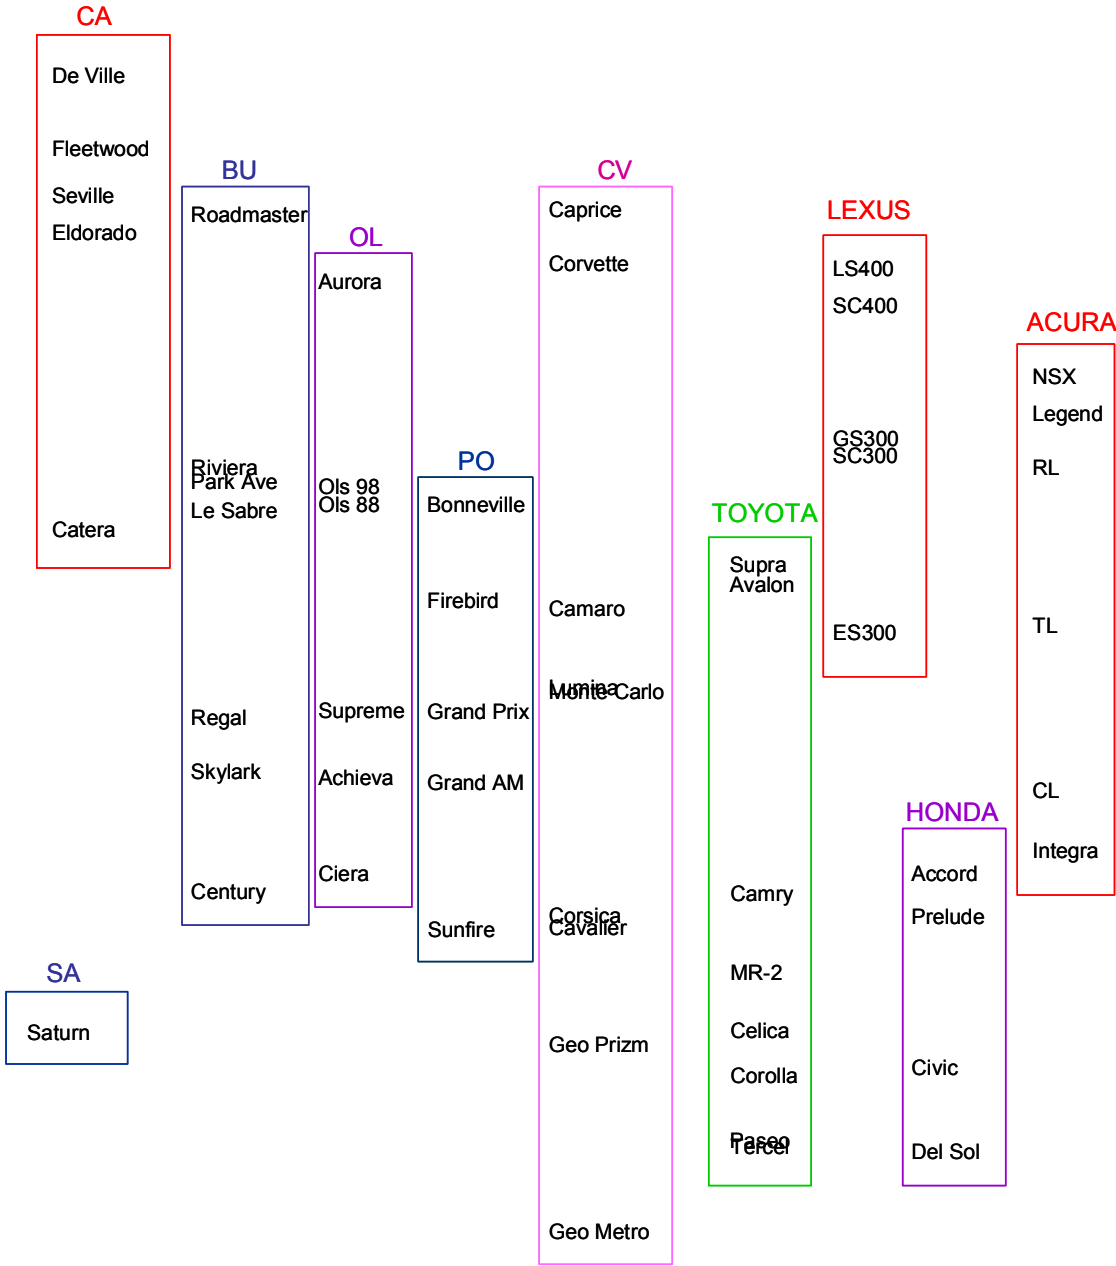 CA
De Ville
Fleetwood
Seville
Eldorado
Catera
BU
Roadmaster
Riviera
Park Ave
Le Sabre
Regal
Skylark
Century
OL
Aurora
Ols 98
Ols 88
Supreme
Achieva
Ciera
PO
Bonneville
Firebird
Grand Prix
Grand AM
Sunfire
CV
Caprice
Corvette
Camaro
Lumina
Monte Carlo
Corsica
Cavalier
Geo Prizm
Geo Metro
SA
Saturn
TOYOTA
Supra
Avalon
Camry
MR-2
Celica
Corolla
Paseo
Tercel
LEXUS
LS400
SC400
GS300
SC300
ES300
HONDA
Accord
Prelude
Civic
Del Sol
ACURA
NSX
Legend
RL
TL
CL
Integra